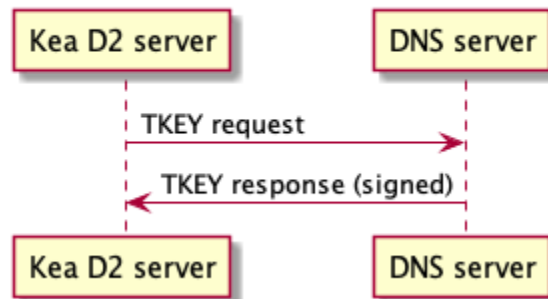 Kea D2 server
DNS server
TKEY request
TKEY response (signed)
Kea D2 server
DNS server